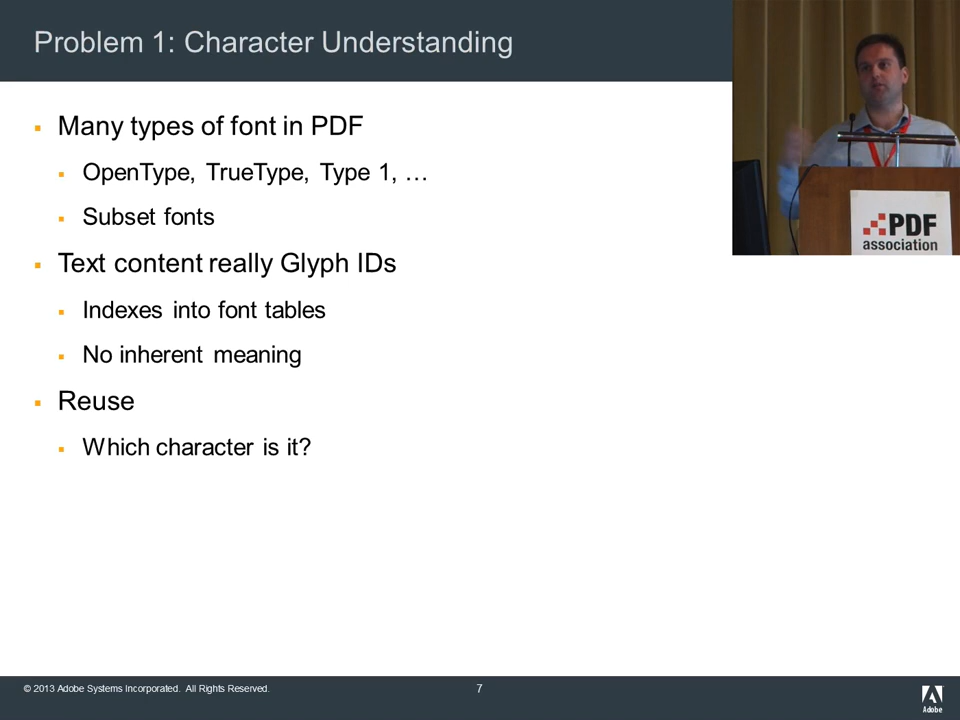 Problem 1: Character Understanding
Many types of font in PDF
OpenType, TrueType, Type 1, …
Subset fonts
Text content really Glyph IDs
Indexes into font tables
No inherent meaning
Reuse
Which character is it?
PDF
association
© 2013 Adobe Systems Incorporated. All Rights Reserved.
7
Adobe